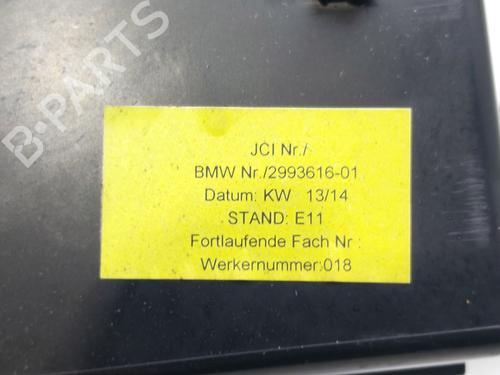 B-PARTS
JCI Nr./
BMW Nr./2993616-01
Datum: KW 13/14
STAND: E11
Fortlaufende Fach Nr :
Werkernummer:018